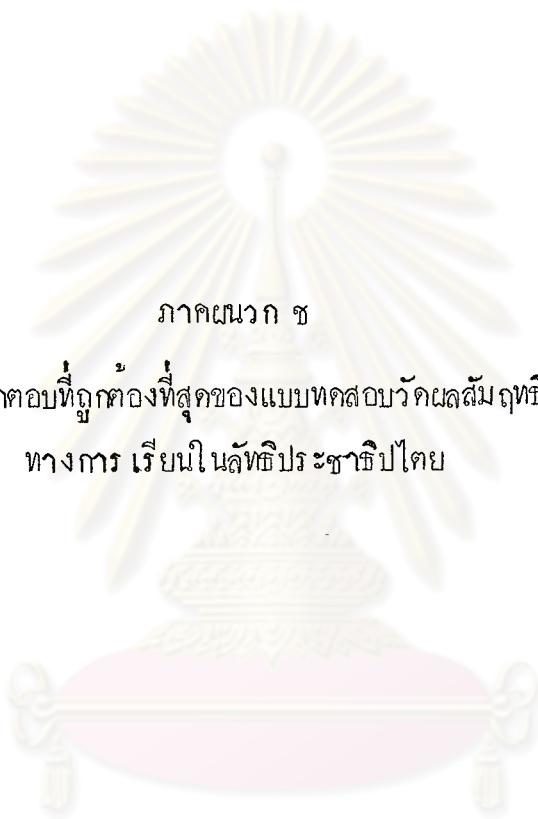 ภาคผนวก ช
ตอบที่ถูกต้องที่สุดของแบบทดสอบวัดผลสัมฤทธิ
ทางการเรียนในลัทธิประชาธิปไตย